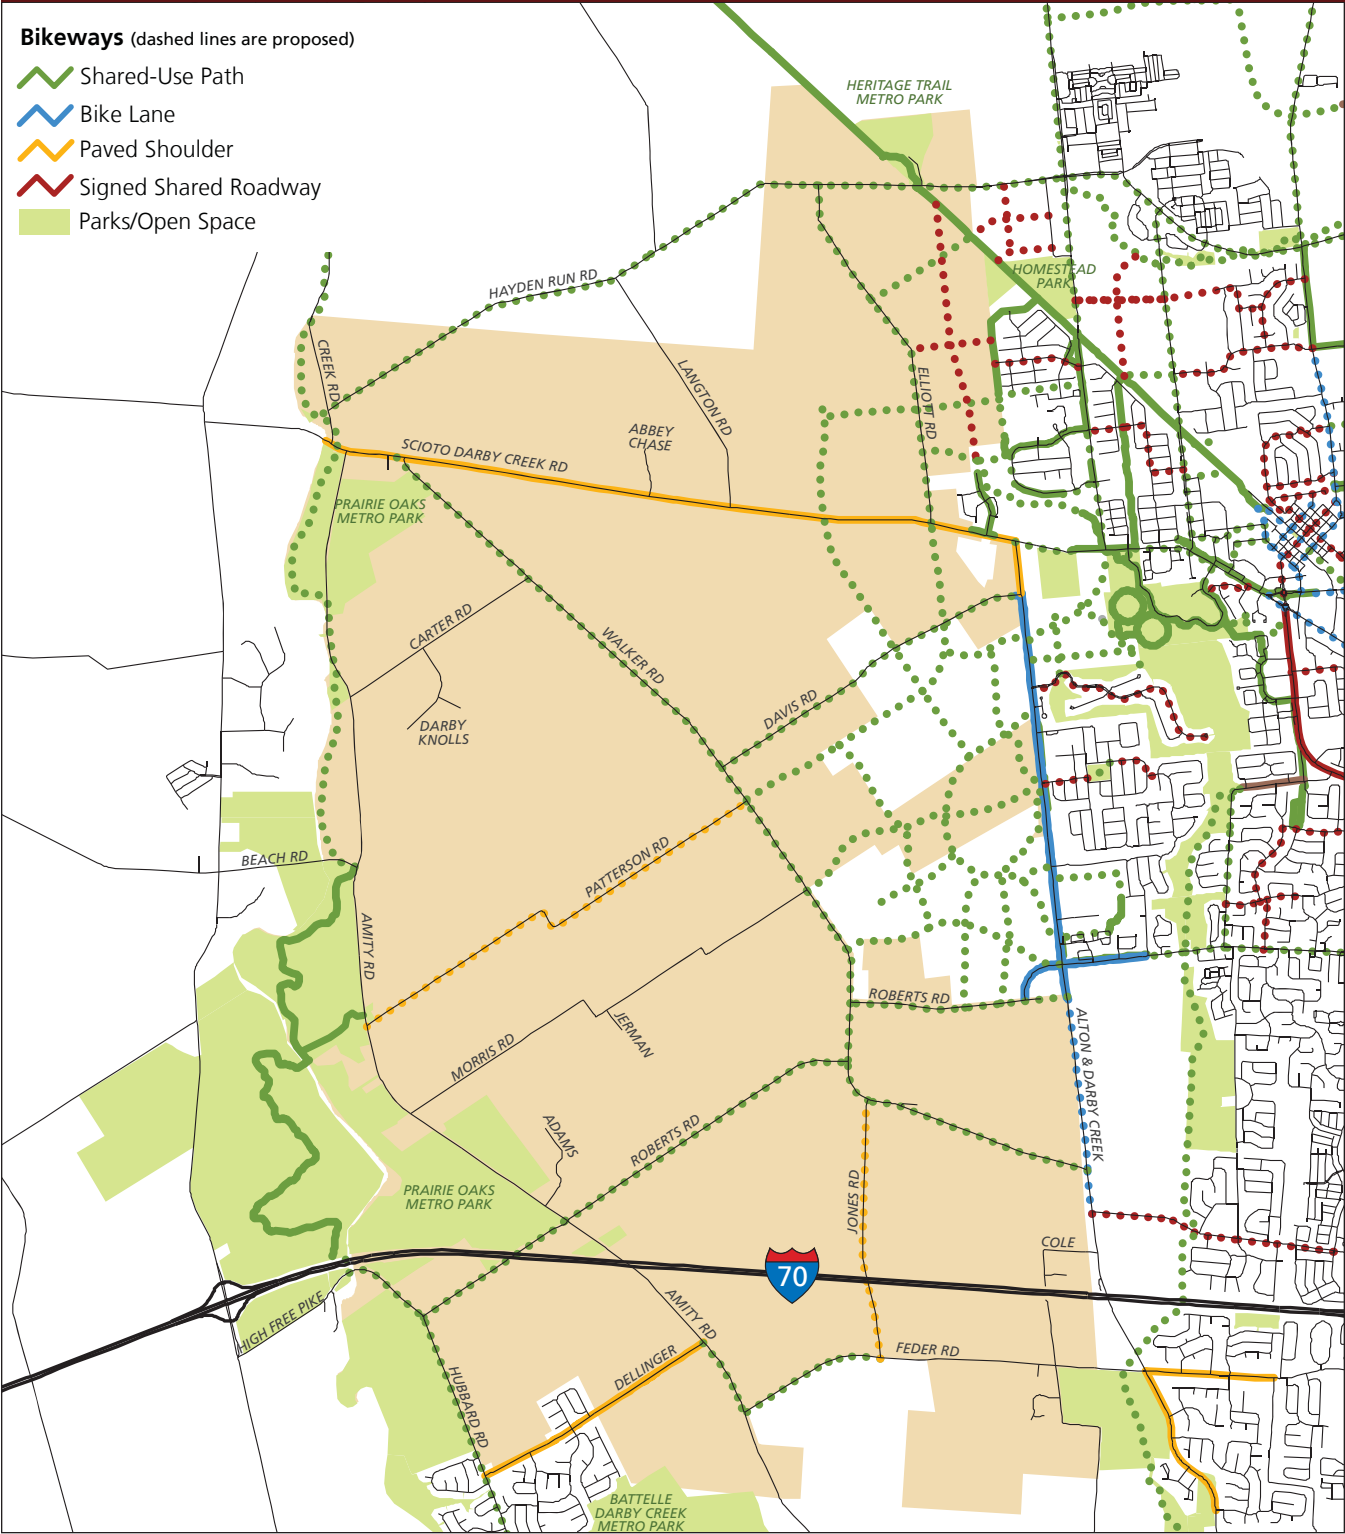 Bikeways (dashed lines are proposed)
Shared-Use Path
Bike Lane
Paved Shoulder
Signed Shared Roadway
Parks/Open Space
HERITAGE TRAIL
METRO PARK
HOMESTEAD
PARK
HAYDEN RUN RD
CREEK RD
LANGTON RD
ELLIOTT RD
ABBEY
CHASE
SCIOTO DARBY CREEK RD
PRAIRIE OAKS
METRO PARK
CARTER RD
WALKER RD
DAVIS RD
DARBY
KNOLLS
PATTERSON RD
BEACH RD
AMITY RD
ROBERTS RD
JERMAN
MORRIS RD
ALTON & DARBY CREEK
ADAMS
ROBERTS RD
PRAIRIE OAKS
METRO PARK
JONES RD
COLE
70
HIGH FREE PIKE
AMITY RD
FEDER RD
DELLINGER
HUBBARD RD
BATTELLE
DARBY CREEK
METRO PARK